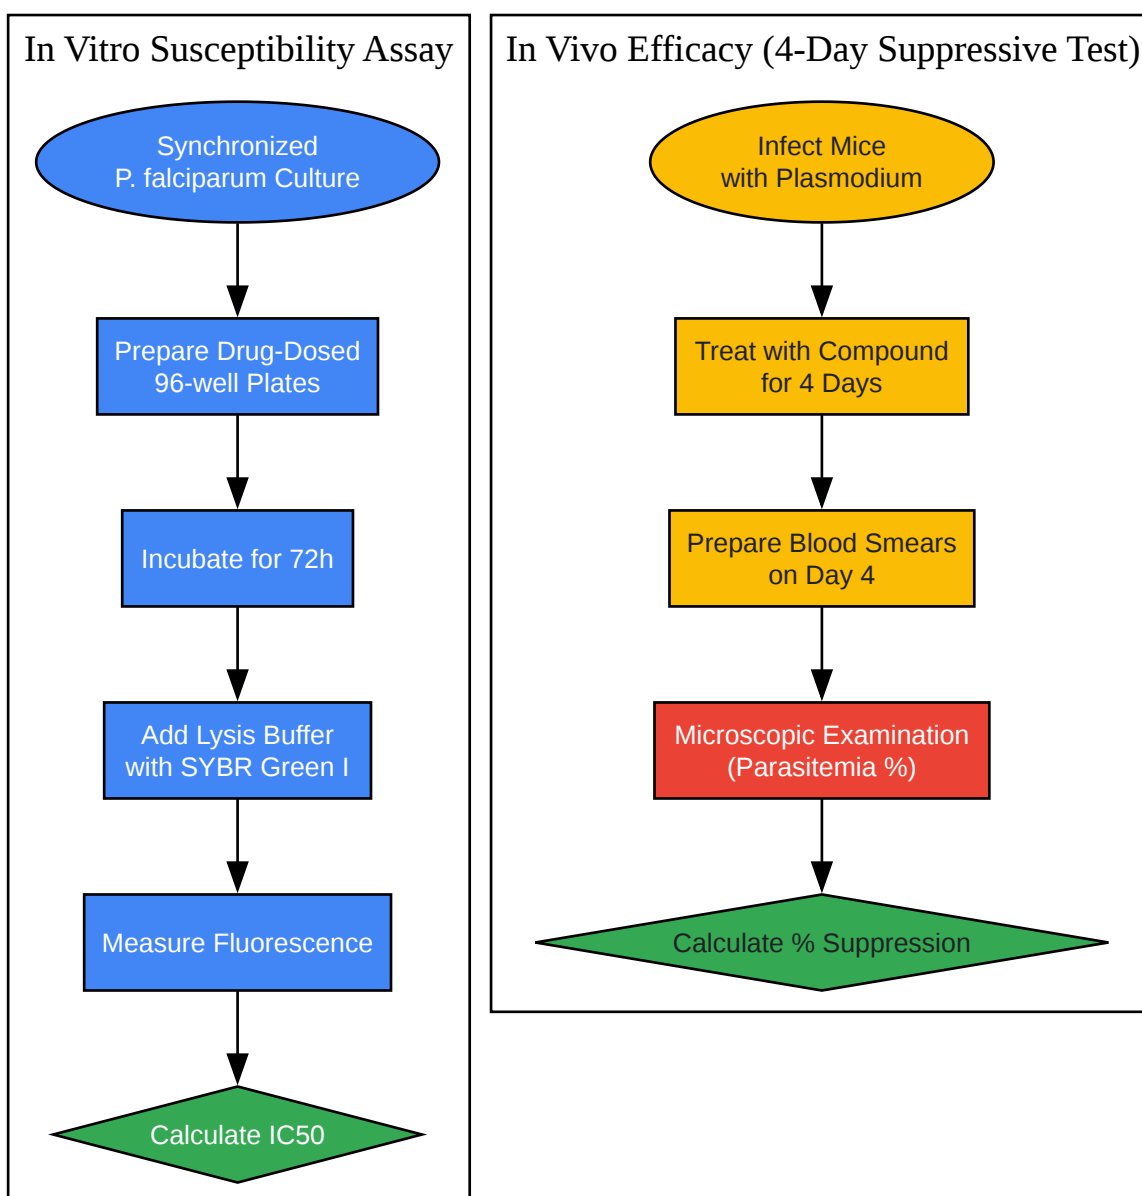 In Vitro Susceptibility Assay
Synchronized
P. falciparum Culture
Prepare Drug-Dosed
96-well Plates
Incubate for 72h
Add Lysis Buffer
with SYBR Green I
Measure Fluorescence
Calculate IC50
In Vivo Efficacy (4-Day Suppressive Test)
Infect Mice
with Plasmodium
Treat with Compound
for 4 Days
Prepare Blood Smears
on Day 4
Microscopic Examination
(Parasitemia %)
Calculate % Suppression